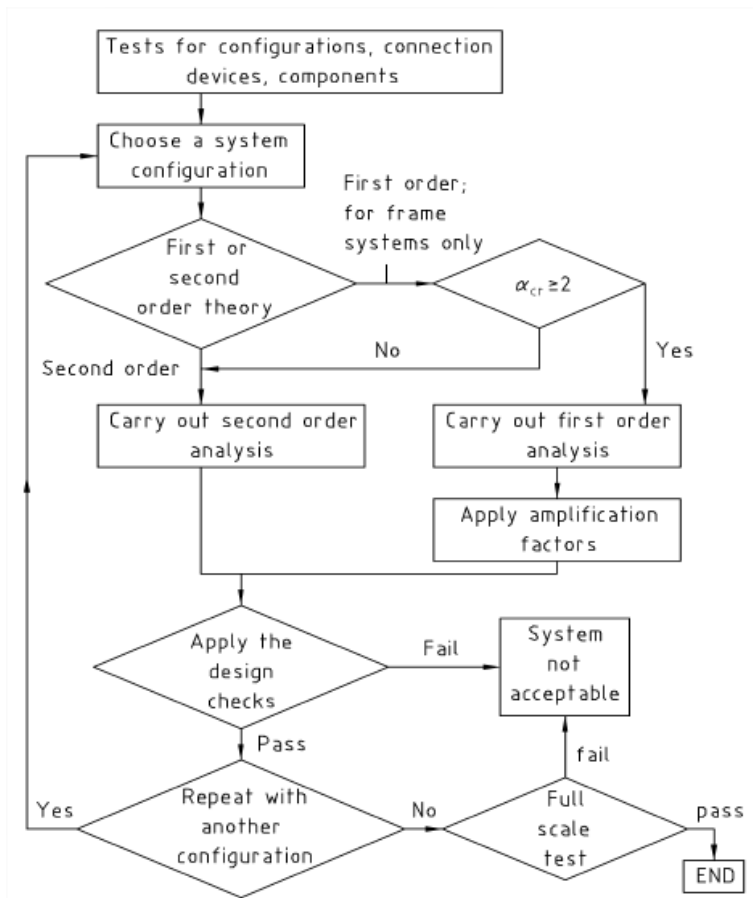 Tests for configurations, connection
devices, components
Choose a system
configuration
First order;
for frame
systems only
First or
second
order theory
αcr≥2
No
Yes
Second order
Carry out second order
analysis
Carry out first order
analysis
Apply amplification
factors
Apply the
design
checks
Fail
System
not
acceptable
Pass
fail
Yes
Repeat with
another
configuration
No
Full
scale
test
pass
END